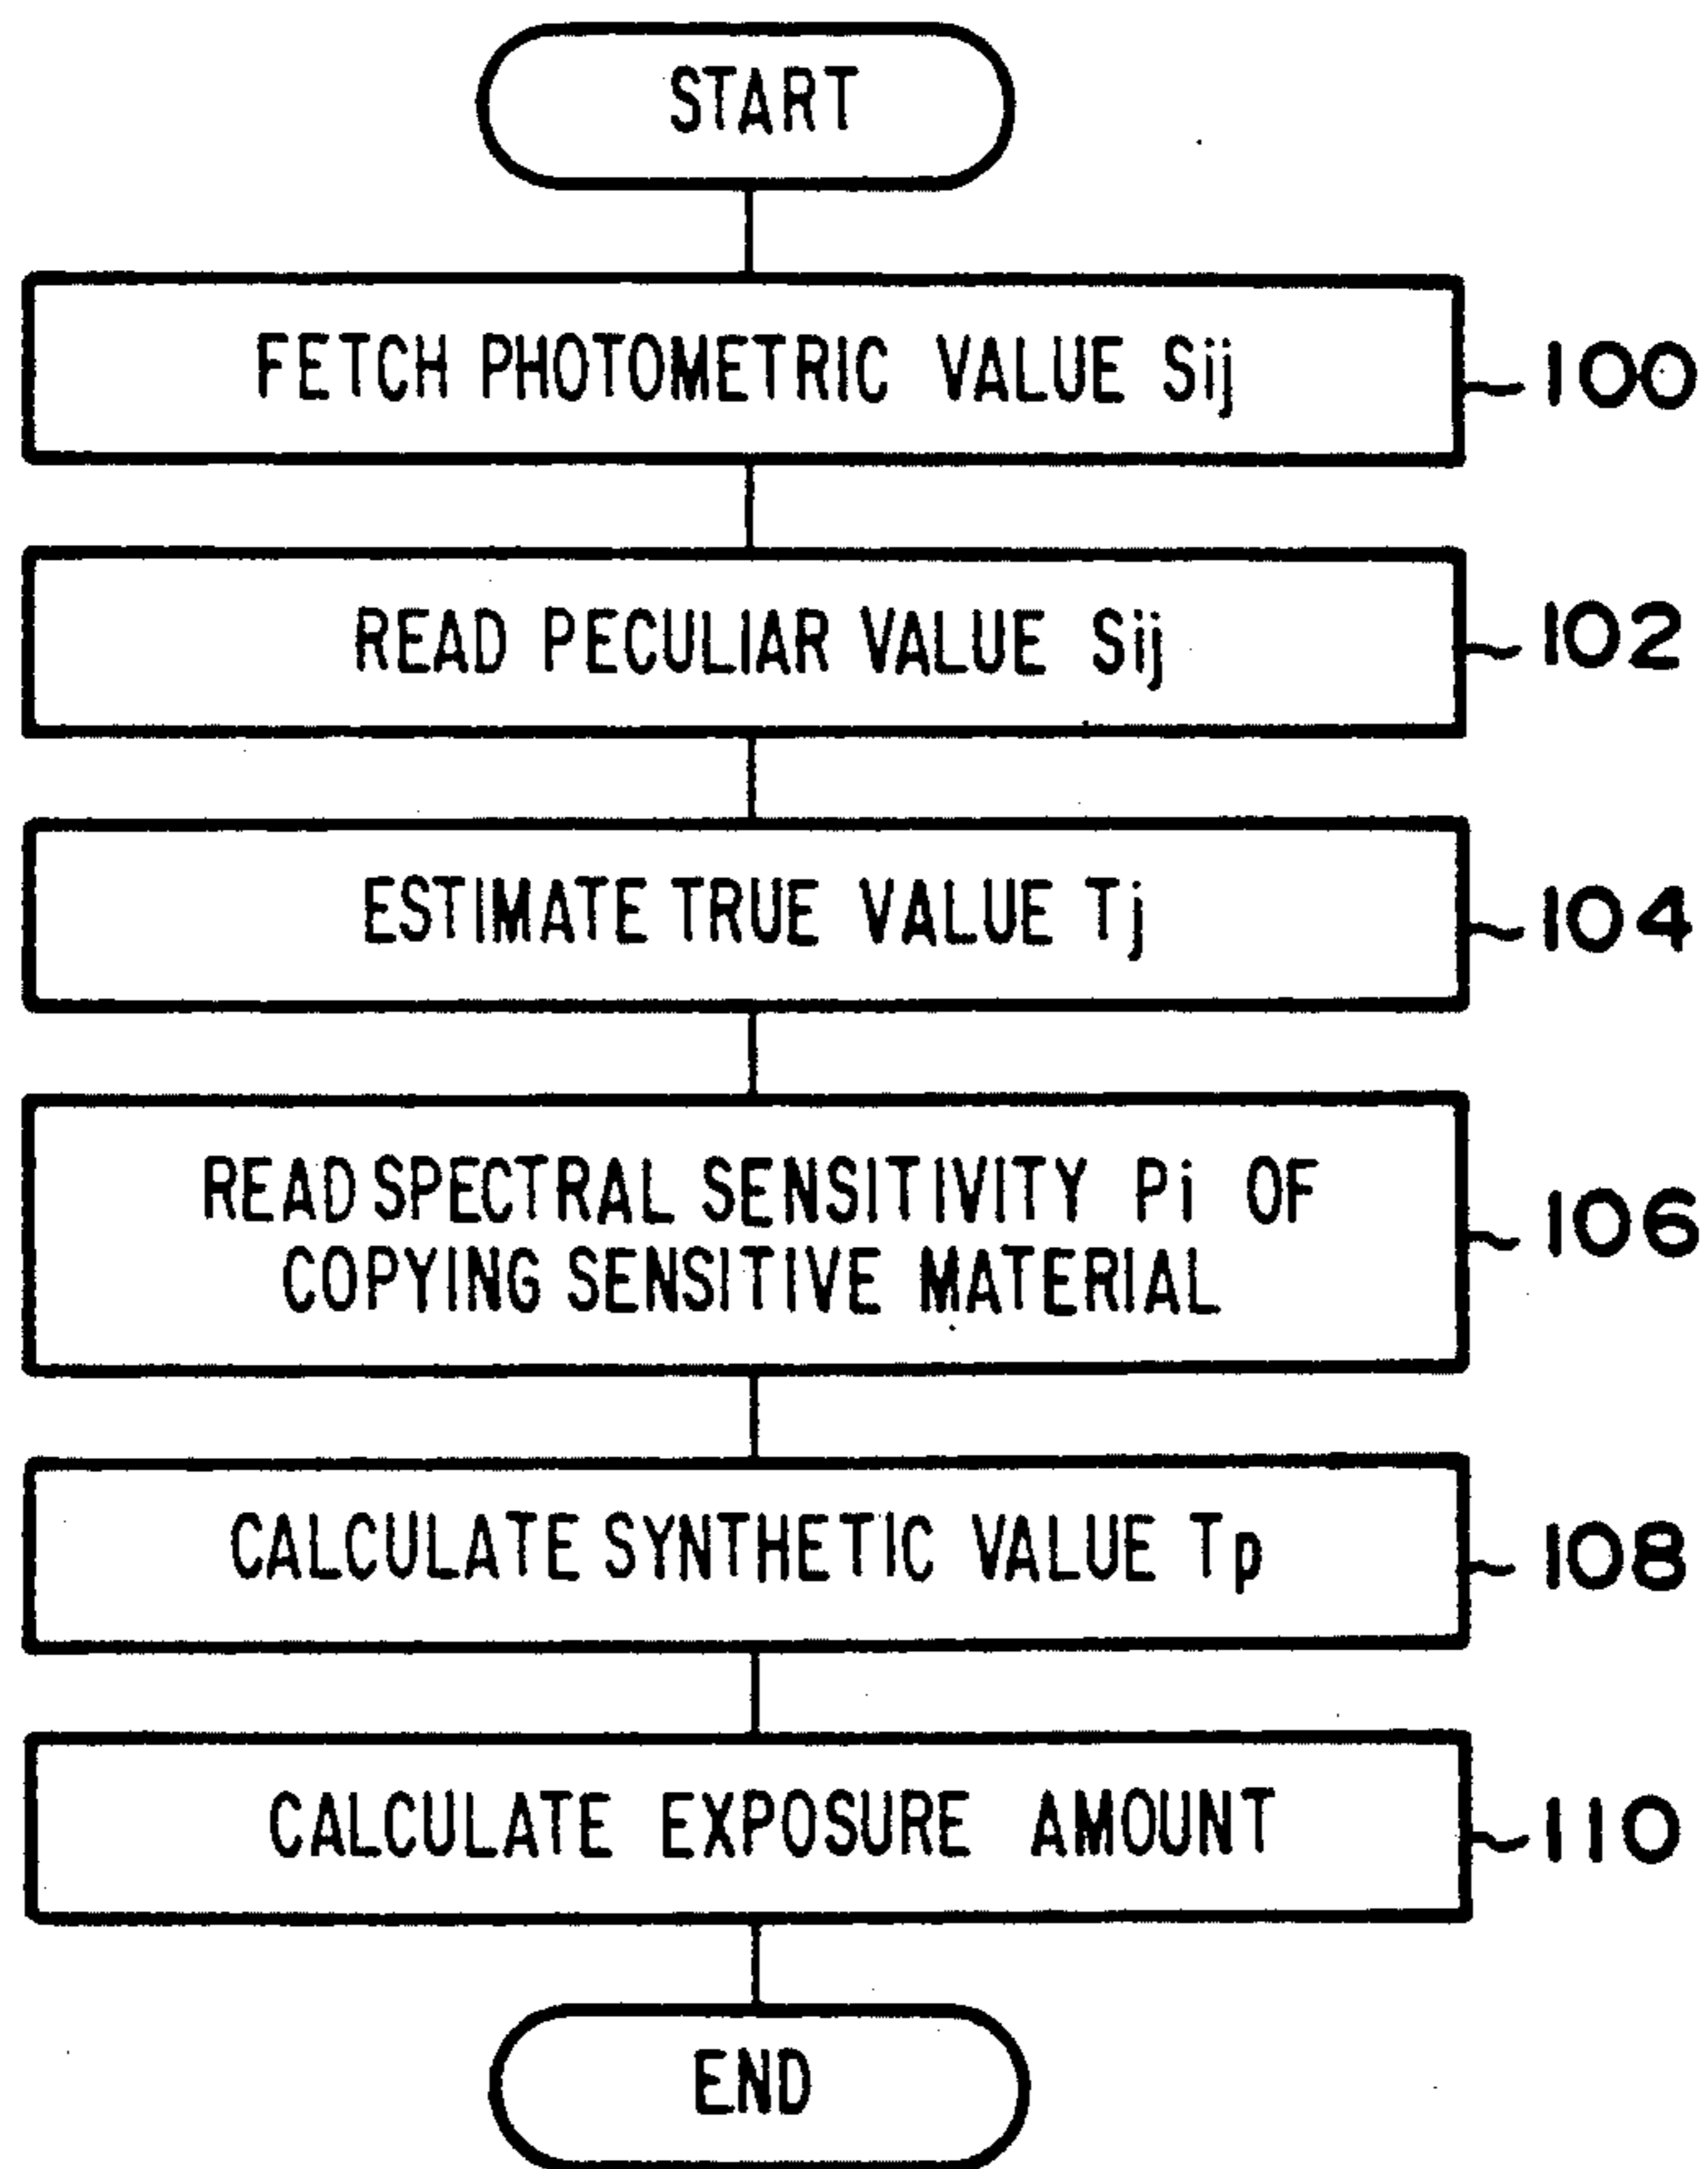 START
FETCH PHOTOMETRIC VALUE Sij
100
READ PECULIAR VALUE Sij
102
ESTIMATE TRUE VALUE Tj
104
READ SPECTRAL SENSITIVITY Pi OF
COPYING SENSITIVE MATERIAL
106
CALCULATE SYNTHETIC VALUE Tp
108
CALCULATE EXPOSURE AMOUNT
110
END